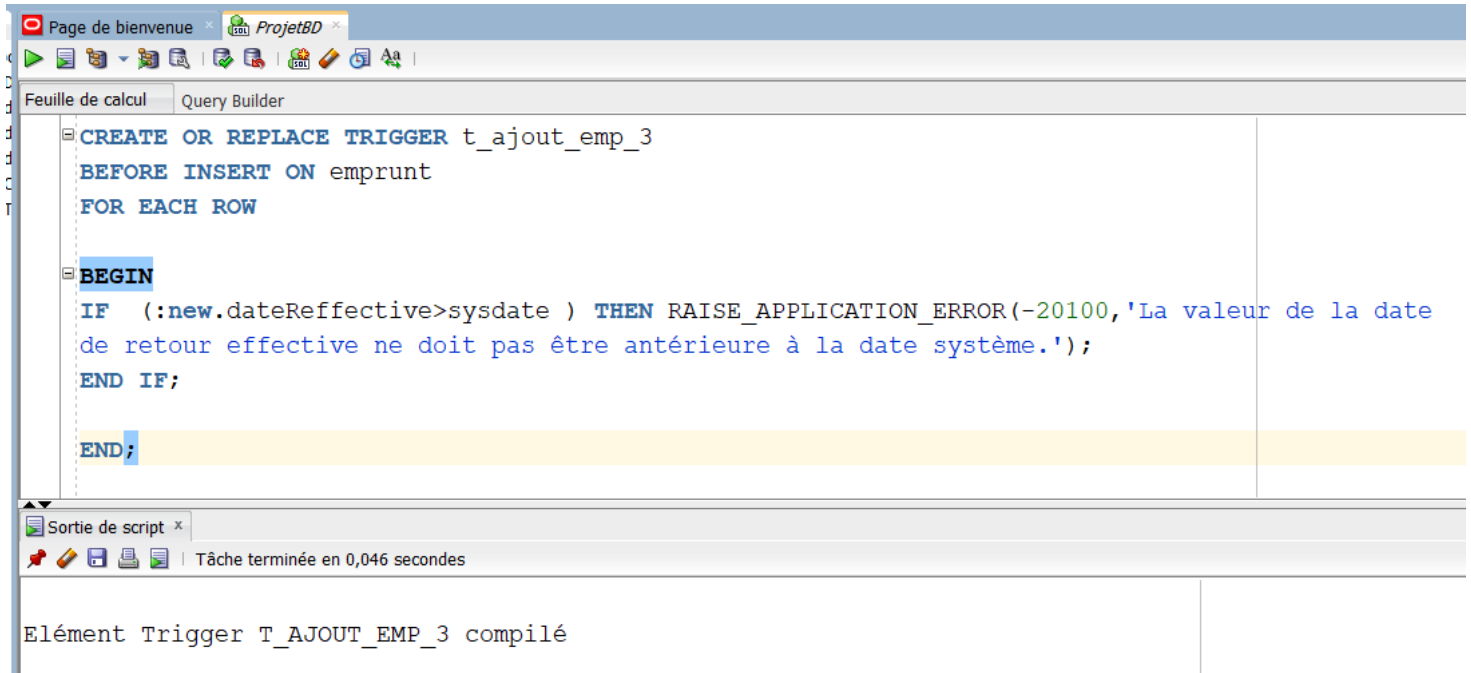 Page de bienvenue
ProjetBD
Feuille de calcul
Query Builder
CREATE OR REPLACE TRIGGER t_ajout_emp_3
BEFORE INSERT ON emprunt
FOR EACH ROW
BEGIN
IF  (:new.dateReffective>sysdate ) THEN RAISE_APPLICATION_ERROR(-20100,'La valeur de la date
de retour effective ne doit pas être antérieure à la date système.');
END IF;
END;
Sortie de script
Tâche terminée en 0,046 secondes
Elément Trigger T_AJOUT_EMP_3 compilé